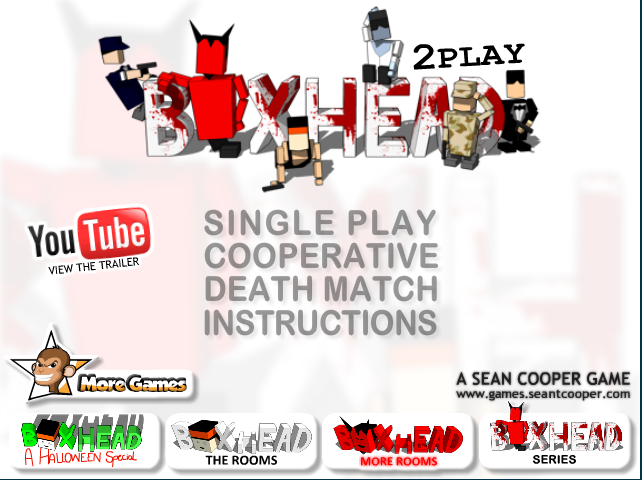 2PLAY
BOXHEAD
YouTube
VIEW THE TRAILER
SINGLE PLAY
COOPERATIVE
DEATH MATCH
INSTRUCTIONS
More Games
A SEAN COOPER GAME
www.games.seantcooper.com
BOXHEAD
A HALLOWEEN Special
BOXHEAD
THE ROOMS
BOXHEAD
MORE ROOMS
BOXHEAD
SERIES